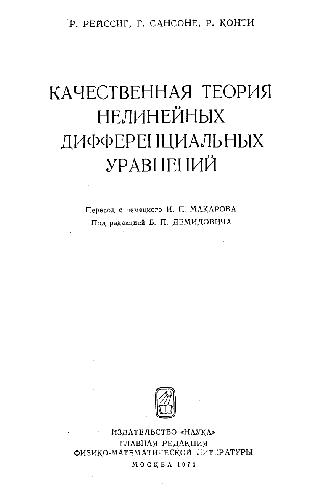 Р. РЕЙССИГ, Г. САНСОНЕ, Р. КОНТИ
КАЧЕСТВЕННАЯ ТЕОРИЯ
НЕЛИНЕЙНЫХ
ДИФФЕРЕНЦИАЛЬНЫХ
УРАВНЕНИЙ
Перевод с немецкого И. П. МАКАРОВА
Под редакцией Б. П. ДЕМИДОВИЧА
ИЗДАТЕЛЬСТВО «НАУКА»
ГЛАВНАЯ РЕДАКЦИЯ
ФИЗИКО-МАТЕМАТИЧЕСКОЙ ЛИТЕРАТУРЫ
МОСКВА 1974